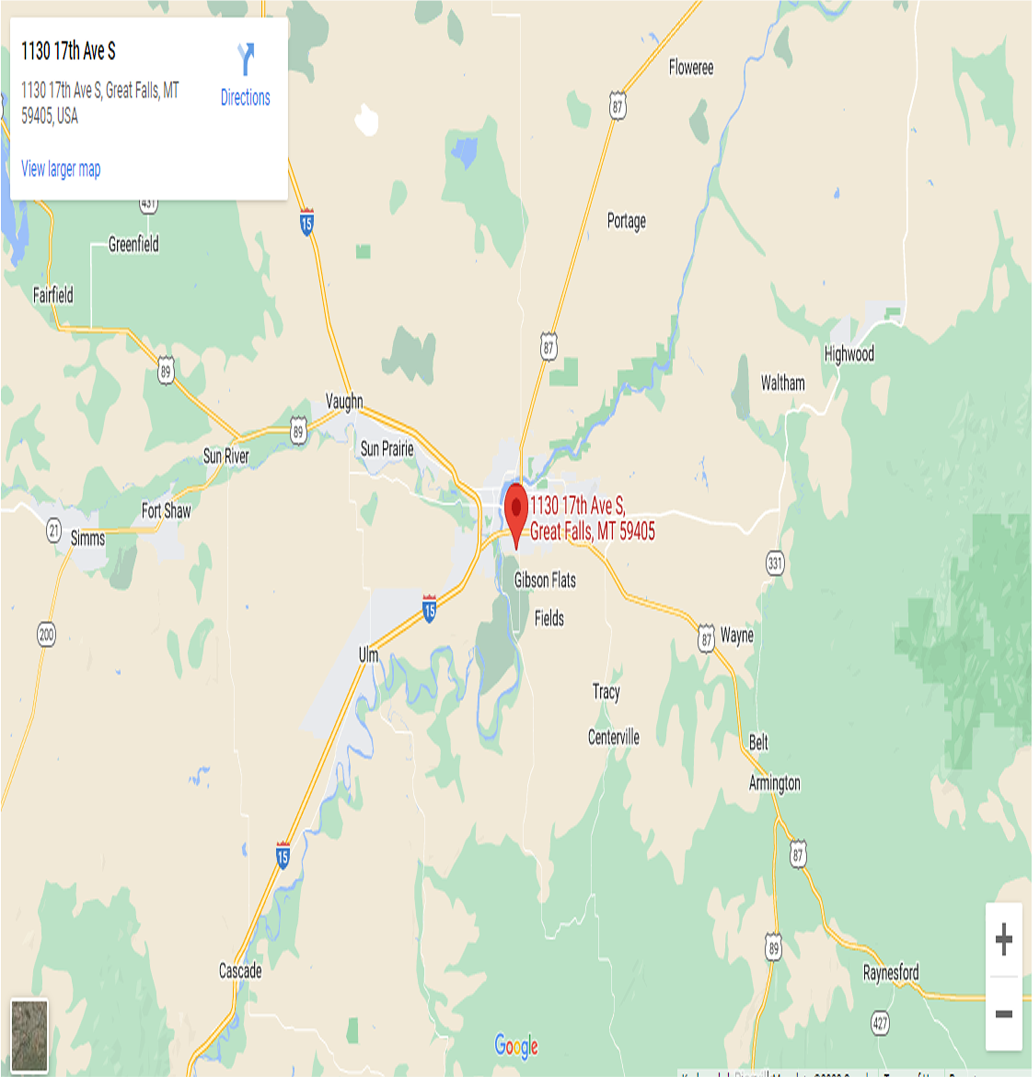 1130 17th Ave S
1130 17th Ave S, Great Falls, MT
59405, USA
Directions
View larger map
Floweree
87
15
Portage
431
Greenfield
Fairfield
87
89
Highwood
Waltham
Vaughn
89
Sun Prairie
Sun River
1130 17th Ave S,
Great Falls, MT 59405
Fort Shaw
21
Simms
331
Gibson Flats
15
Fields
200
87
Wayne
Ulm
Tracy
Centerville
Belt
Armington
15
87
89
Cascade
Raynesford
427
Google